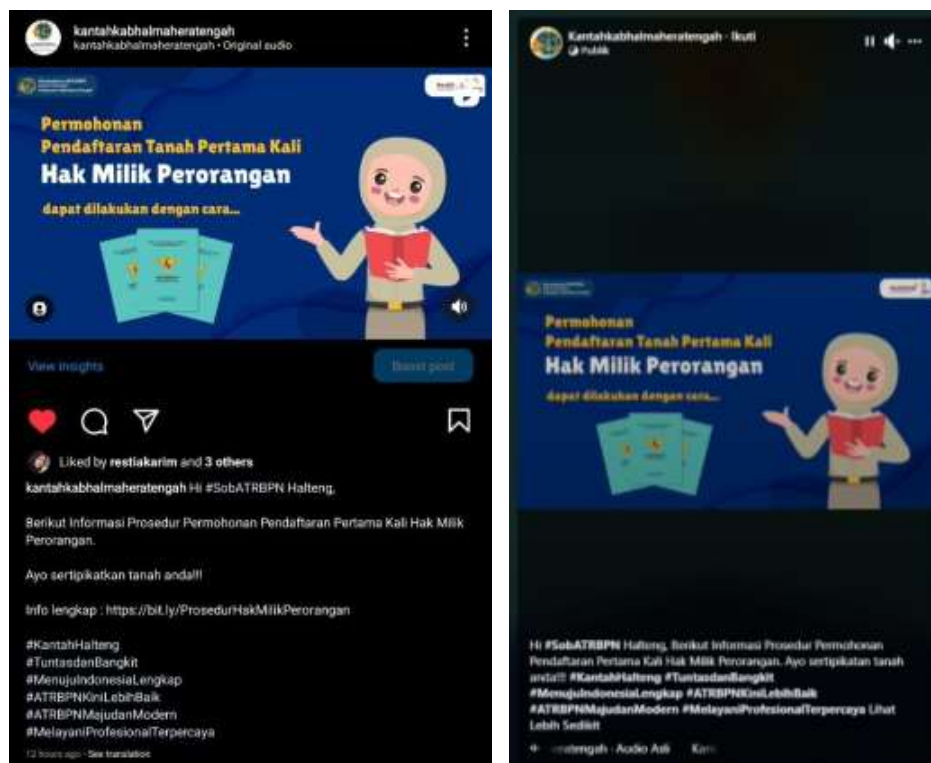 kantahkabhalmaheratengah
kantahkabhalmaheratengah • Original audio
Permohonan
Pendaftaran Tanah Pertama Kali
Hak Milik Perorangan
dapat dilakukan dengan cara...
View insights
Boost post
Liked by restiakarim and 3 others
kantahkabhalmaheratengah Hi #SobATRBPN Halteng,
Berikut Informasi Prosedur Permohonan Pendaftaran Pertama Kali Hak Milik
Perorangan.
Ayo sertipikatkan tanah anda!!!
Info lengkap : https://bit.ly/ProsedurHakMilikPerorangan
#KantahHalteng
#TuntasdanBangkit
#MenujuIndonesiaLengkap
#ATRBPNKiniLebihBaik
#ATRBPNMajudanModern
#MelayaniProfesionalTerpercaya
12 hours ago · See translation
Kantahkabhalmaheratengah · Ikuti
Publik
Permohonan
Pendaftaran Tanah Pertama Kali
Hak Milik Perorangan
dapat dilakukan dengan cara...
Hi #SobATRBPN Halteng, Berikut Informasi Prosedur Permohonan
Pendaftaran Pertama Kali Hak Milik Perorangan. Ayo sertipikatkan tanah
anda!!! #KantahHalteng #TuntasdanBangkit
#MenujuIndonesiaLengkap #ATRBPNKiniLebihBaik
#ATRBPNMajudanModern #MelayaniProfesionalTerpercaya Lihat
Lebih Sedikit
eratengah · Audio Asli